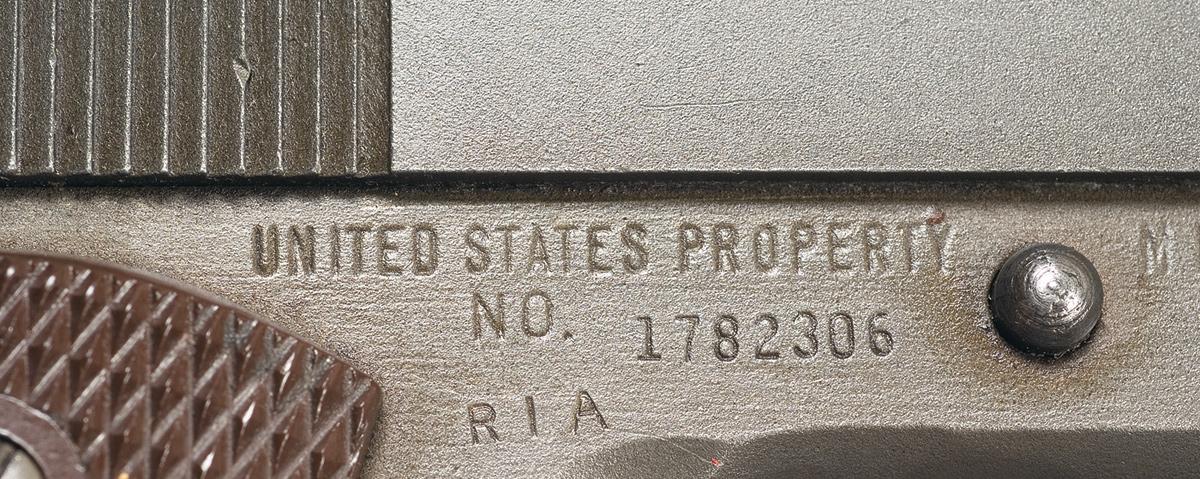 UNITED STATES PROPERTY M
NO. 1782306
RIA